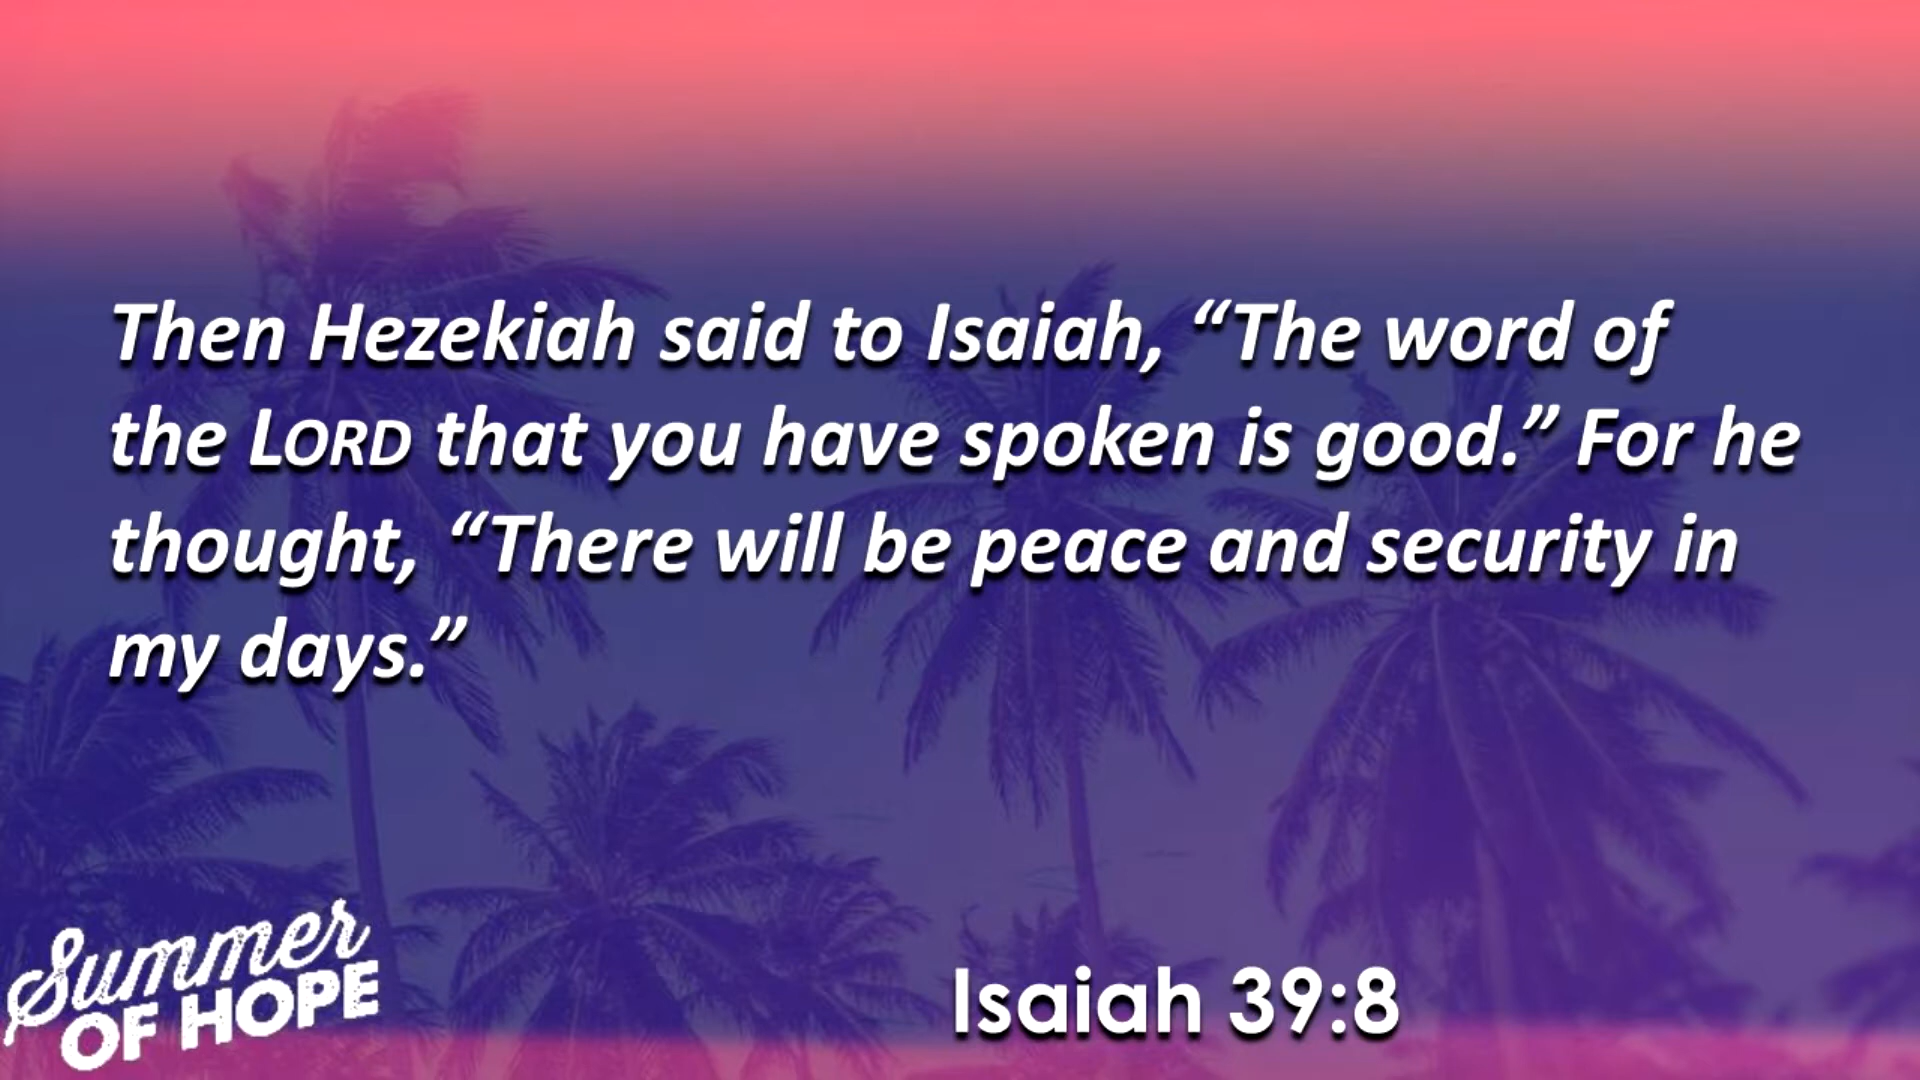 Then Hezekiah said to Isaiah, “The word of
the LORD that you have spoken is good.” For he
thought, “There will be peace and security in
my days.”
Summer
OF HOPE
Isaiah 39:8